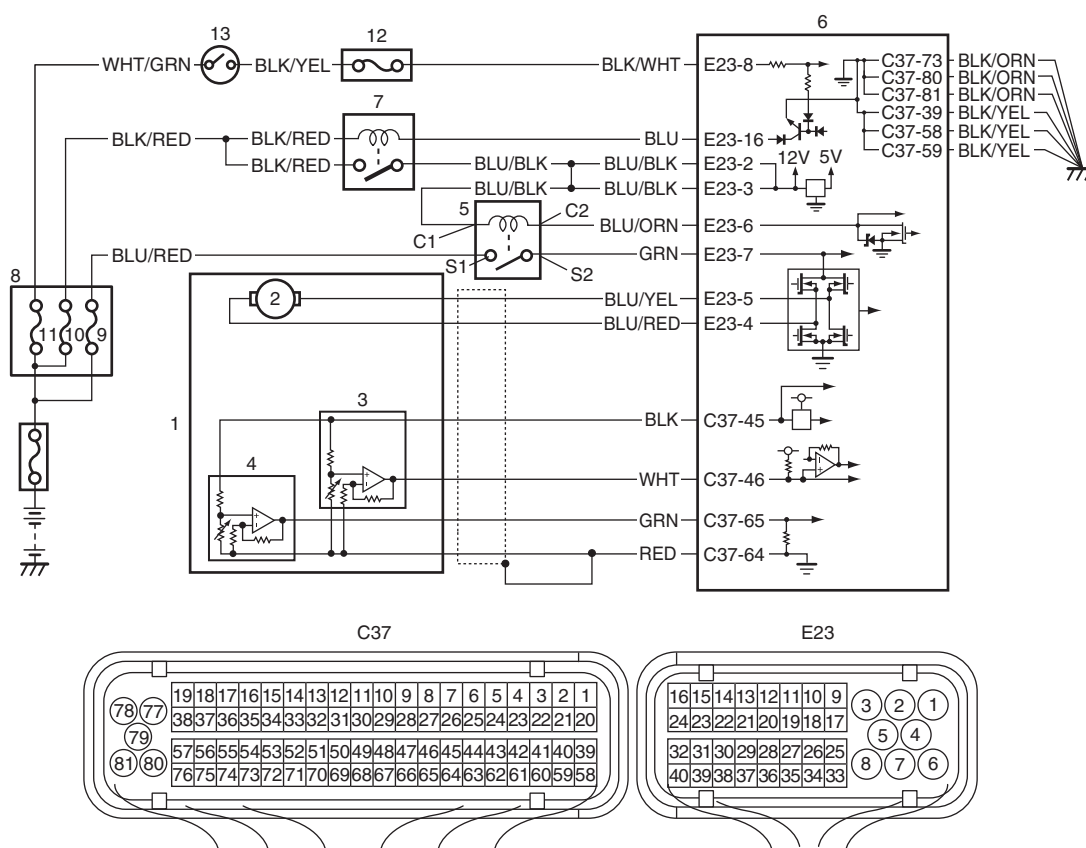 13
12
6
WHT/GRN
BLK/YEL
BLK/WHT
E23-8
C37-73
BLK/ORN
C37-80
BLK/ORN
C37-81
BLK/ORN
C37-39
BLK/YEL
C37-58
BLK/YEL
C37-59
BLK/YEL
7
BLK/RED
BLK/RED
BLU
E23-16
BLK/RED
BLU/BLK
BLU/BLK
E23-2
12V
5V
BLU/BLK
BLU/BLK
E23-3
5
C2
C1
BLU/ORN
E23-6
BLU/RED
S1
S2
GRN
E23-7
8
2
BLU/YEL
E23-5
BLU/RED
E23-4
11
10
9
1
3
BLK
C37-45
4
WHT
C37-46
GRN
C37-65
RED
C37-64
C37
19 18 17 16 15 14 13 12 11 10 9 8 7 6 5 4 3 2 1
78 77
38 37 36 35 34 33 32 31 30 29 28 27 26 25 24 23 22 21 20
79
57 56 55 54 53 52 51 50 49 48 47 46 45 44 43 42 41 40 39
81 80
76 75 74 73 72 71 70 69 68 67 66 65 64 63 62 61 60 59 58
E23
16 15 14 13 12 11 10 9
3 2 1
24 23 22 21 20 19 18 17
5 4
32 31 30 29 28 27 26 25
8 7 6
40 39 38 37 36 35 34 33